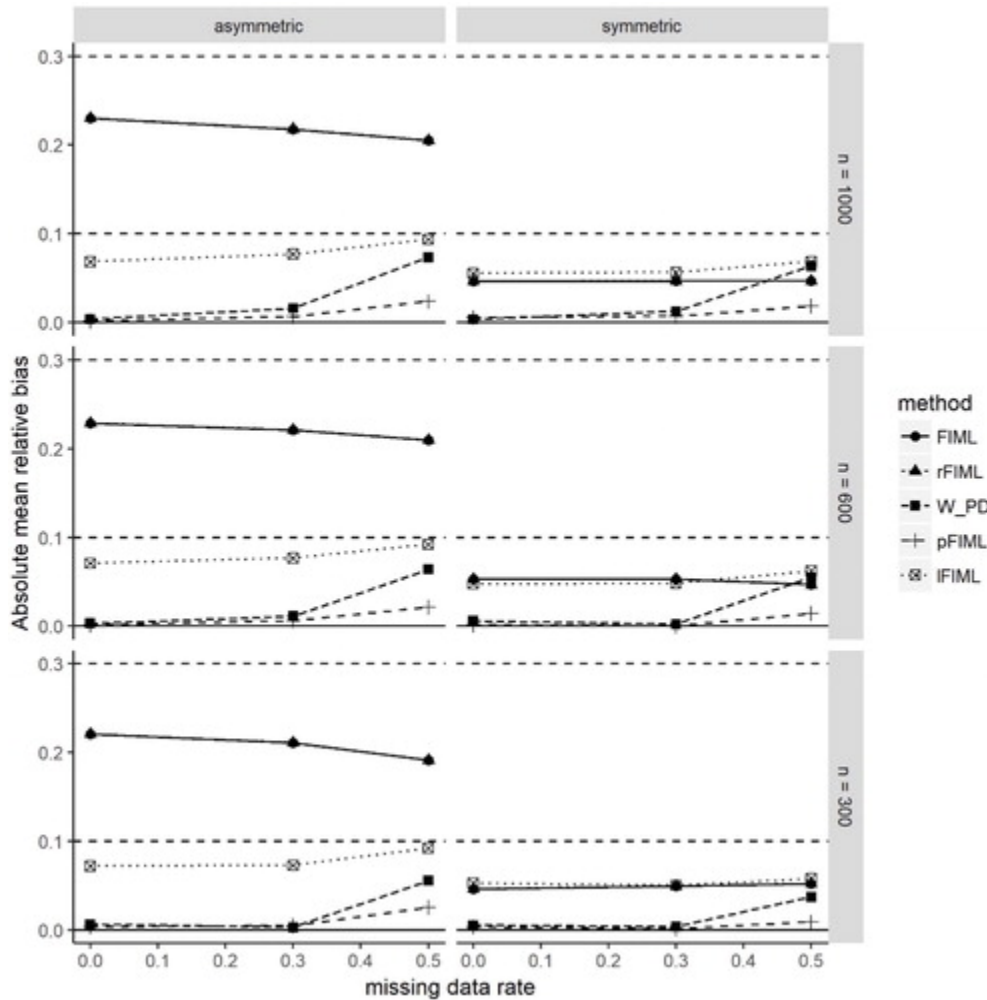 asymmetric
symmetric
0.3
0.2
0.1
0.0
n = 1000
0.3
0.2
0.1
0.0
n = 600
0.3
0.2
0.1
0.0
n = 300
Absolute mean relative bias
0.0 0.1 0.3 0.2 0.3 0.5
0.0 0.1 0.3 0.2 0.3 0.5
missing data rate
method
FIML
rFIML
W_PD
pFIML
lFIML